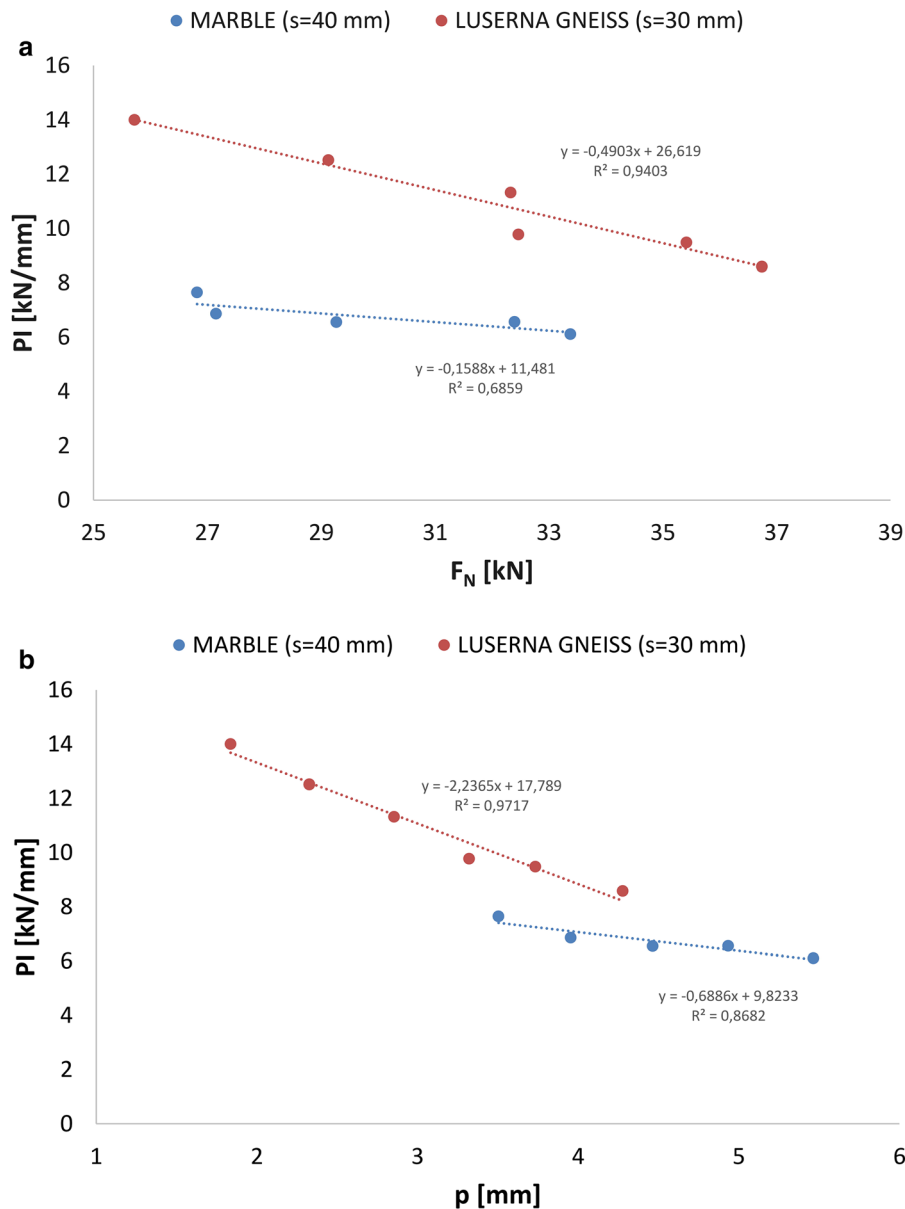 MARBLE (s=40 mm) LUSERNA GNEISS (s=30 mm)
a
16
14
12
10
8
6
4
2
0
PI [kN/mm]
y = -0,4903x + 26,619
R² = 0,9403
y = -0,1588x + 11,481
R² = 0,6859
25 27 29 31 33 35 37 39
F_N [kN]
MARBLE (s=40 mm) LUSERNA GNEISS (s=30 mm)
b
16
14
12
10
8
6
4
2
0
PI [kN/mm]
y = -2,2365x + 17,789
R² = 0,9717
y = -0,6886x + 9,8233
R² = 0,8682
1 2 3 4 5 6
p [mm]